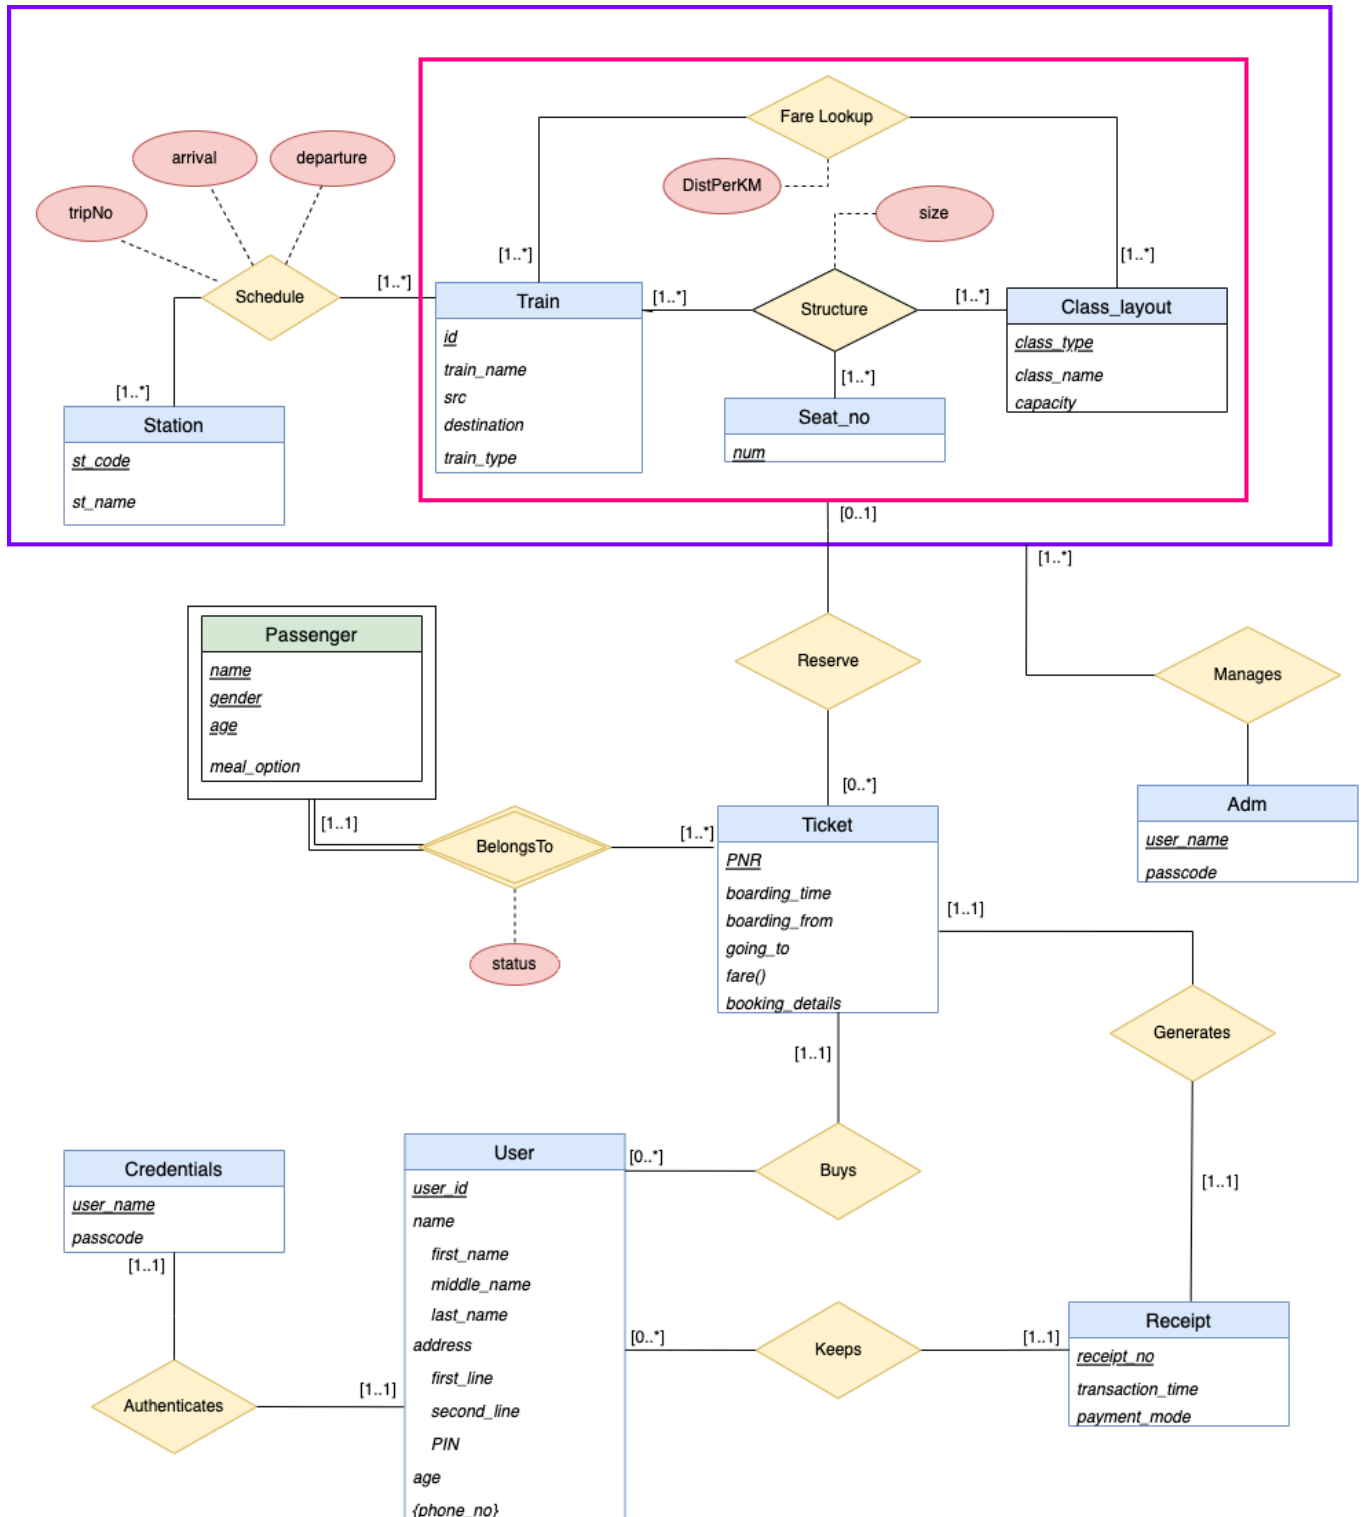 Fare Lookup
arrival
departure
DistPerKM
tripNo
size
[1..*]
[1..*]
Schedule
[1..*]
Train
[1..*]
Structure
[1..*]
Class_layout
id
class_type
train_name
class_name
src
capacity
destination
train_type
[1..*]
Seat_no
num
[1..*]
Station
st_code
st_name
[0..1]
[1..*]
Passenger
name
gender
age
meal_option
Reserve
Manages
[1..1]
BelongsTo
[1..*]
status
[0..*]
Ticket
PNR
boarding_time
boarding_from
going_to
fare()
booking_details
Adm
user_name
passcode
[1..1]
Generates
[1..1]
[1..1]
Buys
[0..*]
Credentials
user_name
passcode
[1..1]
User
user_id
name
first_name
middle_name
last_name
address
first_line
second_line
PIN
age
{phone_no}
[0..*]
Keeps
[1..1]
Receipt
receipt_no
transaction_time
payment_mode
Authenticates
[1..1]